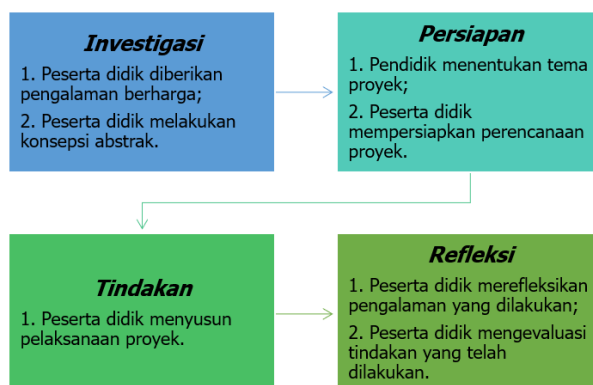 Investigasi
1. Peserta didik diberikan
pengalaman berharga;
2. Peserta didik melakukan
konsepsi abstrak.
Persiapan
1. Pendidik menentukan tema
proyek;
2. Peserta didik
mempersiapkan perencanaan
proyek.
Tindakan
1. Peserta didik menyusun
pelaksanaan proyek.
Refleksi
1. Peserta didik merefleksikan
pengalaman yang dilakukan;
2. Peserta didik mengevaluasi
tindakan yang telah
dilakukan.